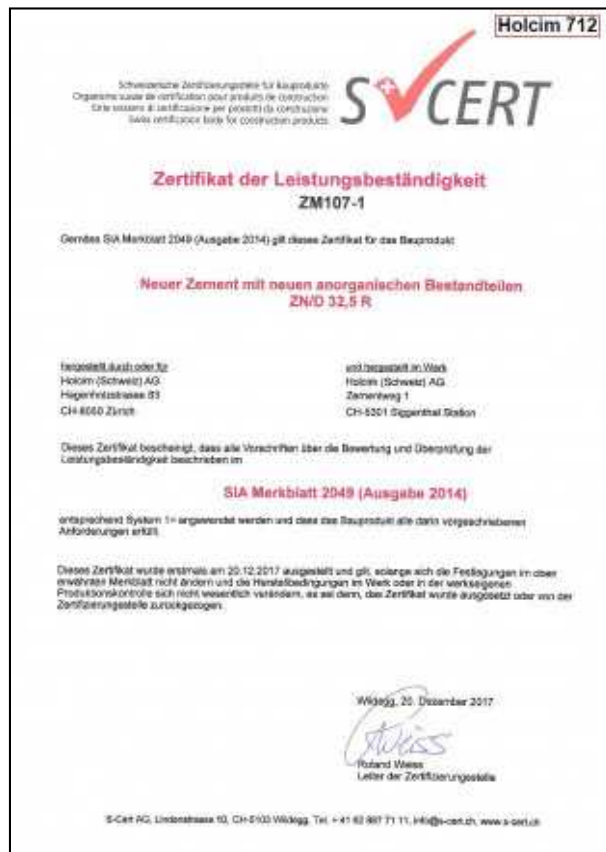 Holcim 712
Schweizerische Zertifizierungsstelle für Bauprodukte
Organisme suisse de certification pour produits de construction
Ente svizzero di certificazione per prodotti da costruzione
Swiss certification body for construction products
S CERT
Zertifikat der Leistungsbeständigkeit
ZM107-1
Gemäss SIA Merkblatt 2049 (Ausgabe 2014) gilt dieses Zertifikat für das Bauprodukt
Neuer Zement mit neuen anorganischen Bestandteilen
ZN/D 32,5 R
hergestellt durch oder für
Holcim (Schweiz) AG
Hagenholzstrasse 83
CH-8050 Zürich
und hergestellt im Werk
Holcim (Schweiz) AG
Zementweg 1
CH-5301 Siggenthal Station
Dieses Zertifikat bescheinigt, dass alle Vorschriften über die Bewertung und Überprüfung der
Leistungsbeständigkeit beschrieben im
SIA Merkblatt 2049 (Ausgabe 2014)
entsprechend System 1+ angewendet werden und dass das Bauprodukt alle darin vorgeschriebenen
Anforderungen erfüllt.
Dieses Zertifikat wurde erstmals am 20.12.2017 ausgestellt und gilt, solange sich die Festlegungen im oben
erwähnten Merkblatt nicht ändern und die Herstellbedingungen im Werk oder in der werkseigenen
Produktionskontrolle sich nicht wesentlich verändern, es sei denn, das Zertifikat wurde ausgesetzt oder von der
Zertifizierungsstelle zurückgezogen.
Wildegg, 20. Dezember 2017
RWeiss
Roland Weiss
Leiter der Zertifizierungsstelle
S-Cert AG, Lindenstrasse 10, CH-5103 Wildegg, Tel. + 41 62 887 71 11, info@s-cert.ch, www.s-cert.ch